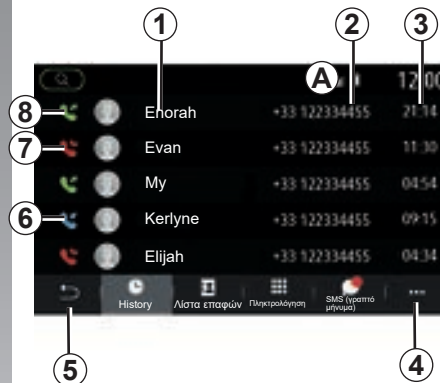 1 2 3
A 12:00
8 Enorah +33 122334455 21:14
7 Evan +33 122334455 11:30
My +33 122334455 04:54
6 Kerlyne +33 122334455 09:15
Elijah +33 122334455 04:34
History Λίστα επαφών Πληκτρολόγηση SMS (γραπτό
μήνυμα)
5 4